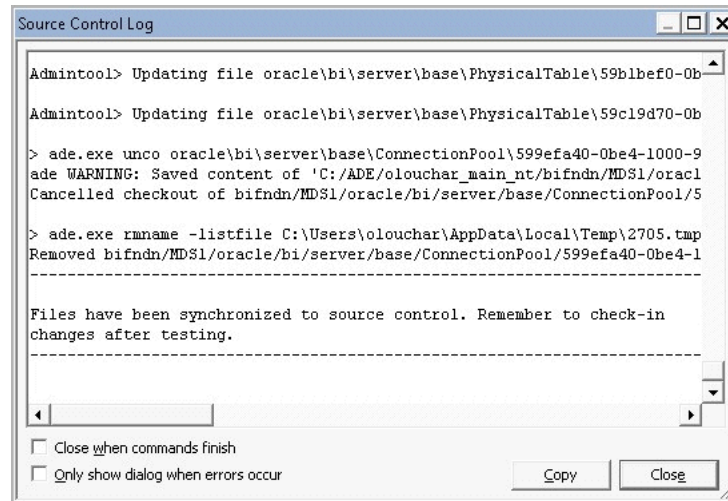 Source Control Log
Admintool> Updating file oracle\bi\server\base\PhysicalTable\59b1bef0-0b
Admintool> Updating file oracle\bi\server\base\PhysicalTable\59c19d70-0b
> ade.exe unco oracle\bi\server\base\ConnectionPool\599efa40-0be4-1000-9
ade WARNING: Saved content of 'C:/ADE/olouchar_main_nt/bifndn/MDS1/oracl
Cancelled checkout of bifndn/MDS1/oracle/bi/server/base/ConnectionPool/5
> ade.exe rmname -listfile C:\Users\olouchar\AppData\Local\Temp\2705.tmp
Removed bifndn/MDS1/oracle/bi/server/base/ConnectionPool/599efa40-0be4-1
------------------------------------------------------------------------
Files have been synchronized to source control. Remember to check-in
changes after testing.
------------------------------------------------------------------------
Close when commands finish
Only show dialog when errors occur
Copy
Close